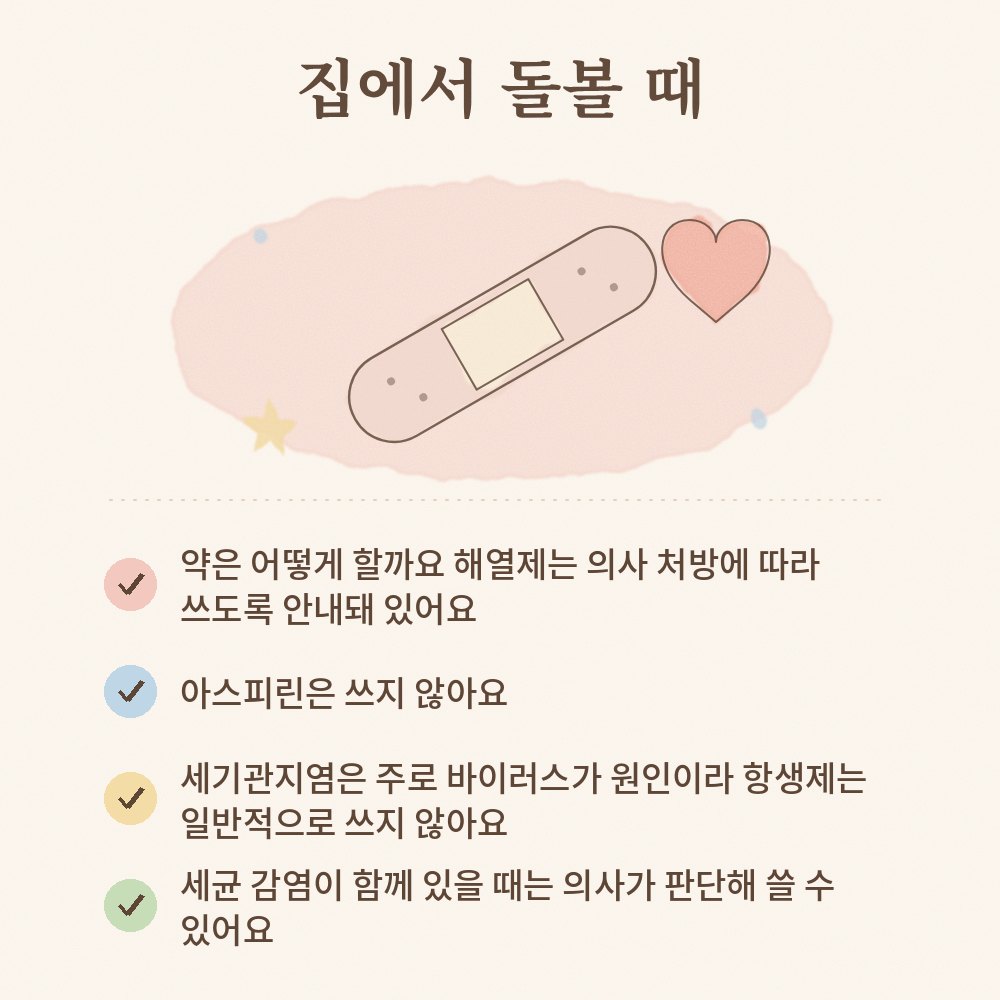 집에서 돌볼 때
약은 어떻게 할까요 해열제는 의사 처방에 따라
쓰도록 안내돼 있어요
아스피린은 쓰지 않아요
세기관지염은 주로 바이러스가 원인이라 항생제는
일반적으로 쓰지 않아요
세균 감염이 함께 있을 때는 의사가 판단해 쓸 수
있어요